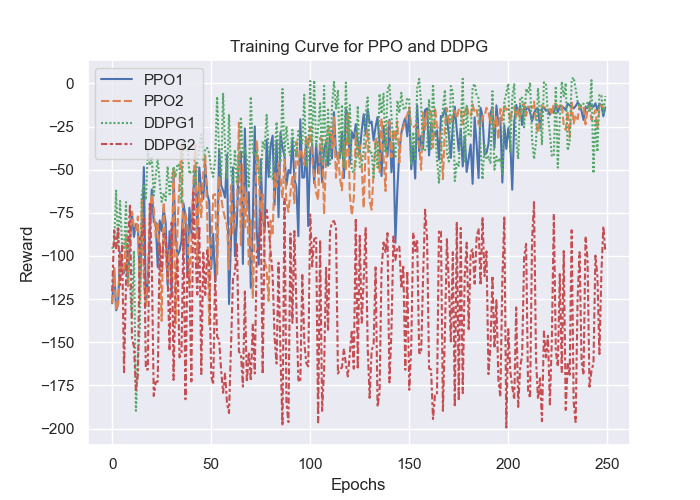 Training Curve for PPO and DDPG
PPO1
PPO2
DDPG1
DDPG2
Reward
0
−25
−50
−75
−100
−125
−150
−175
−200
0
50
100
150
200
250
Epochs